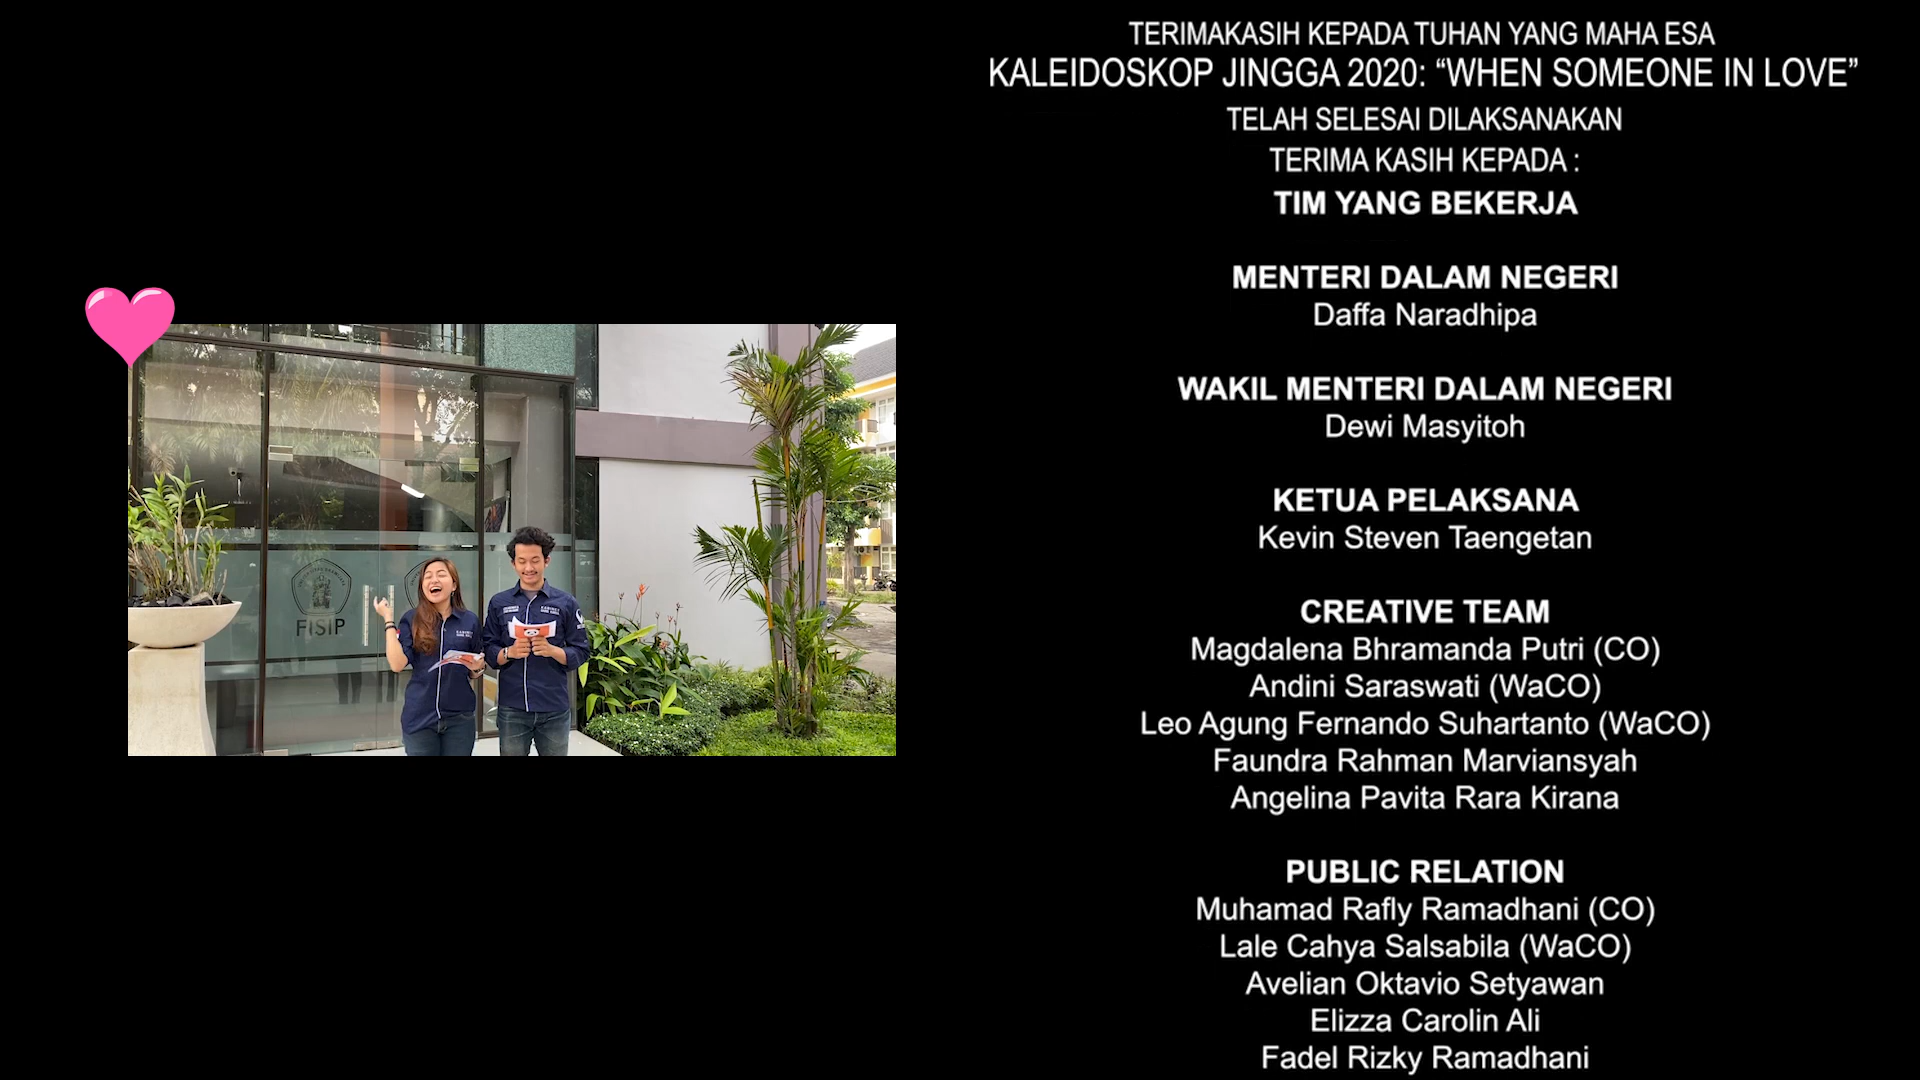 TERIMAKASIH KEPADA TUHAN YANG MAHA ESA
KALEIDOSKOP JINGGA 2020: “WHEN SOMEONE IN LOVE”
TELAH SELESAI DILAKSANAKAN
TERIMA KASIH KEPADA :
TIM YANG BEKERJA
MENTERI DALAM NEGERI
Daffa Naradhipa
WAKIL MENTERI DALAM NEGERI
Dewi Masyitoh
KETUA PELAKSANA
Kevin Steven Taengetan
CREATIVE TEAM
Magdalena Bhramanda Putri (CO)
Andini Saraswati (WaCO)
Leo Agung Fernando Suhartanto (WaCO)
Faundra Rahman Marviansyah
Angelina Pavita Rara Kirana
PUBLIC RELATION
Muhamad Rafly Ramadhani (CO)
Lale Cahya Salsabila (WaCO)
Avelian Oktavio Setyawan
Elizza Carolin Ali
Fadel Rizky Ramadhani
FISIP